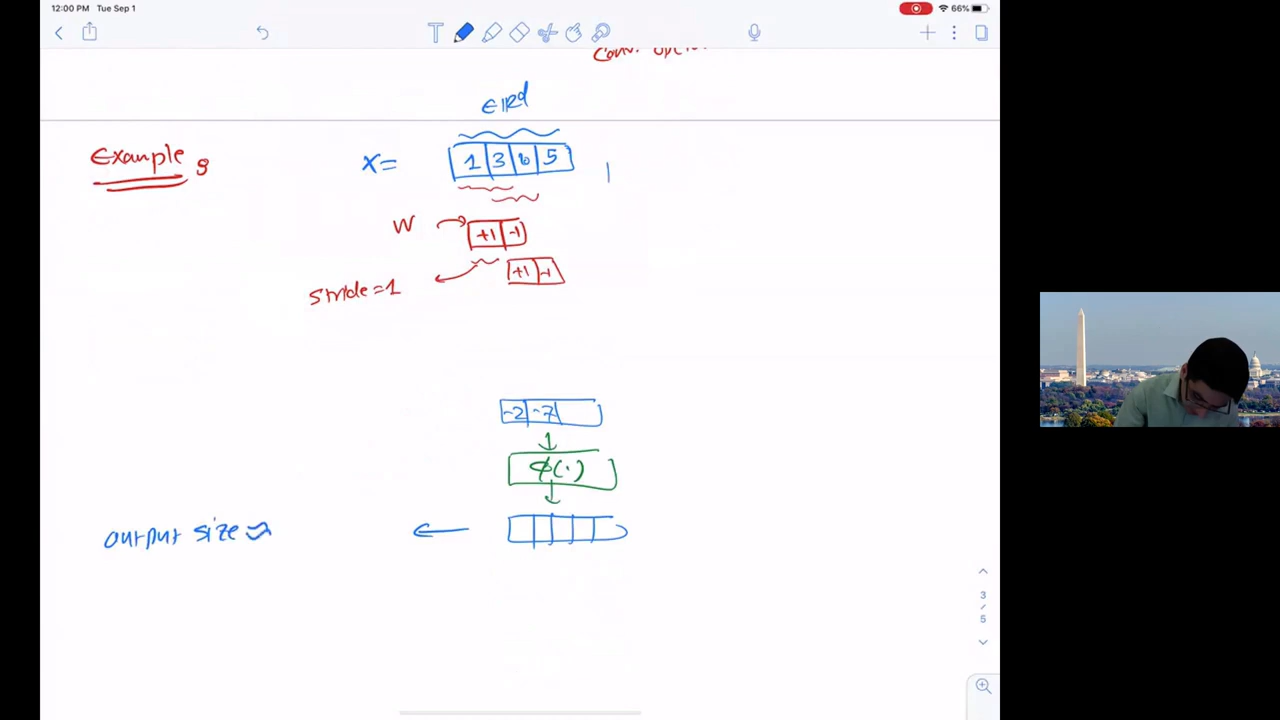 12:00 PM Tue Sep 1
66%
T
∈ℝd
Example :
x= 1 3 6 5
W +1 -1
+1 -1
stride=1
-2 -7
φ(·)
output size ≈
3
/
5